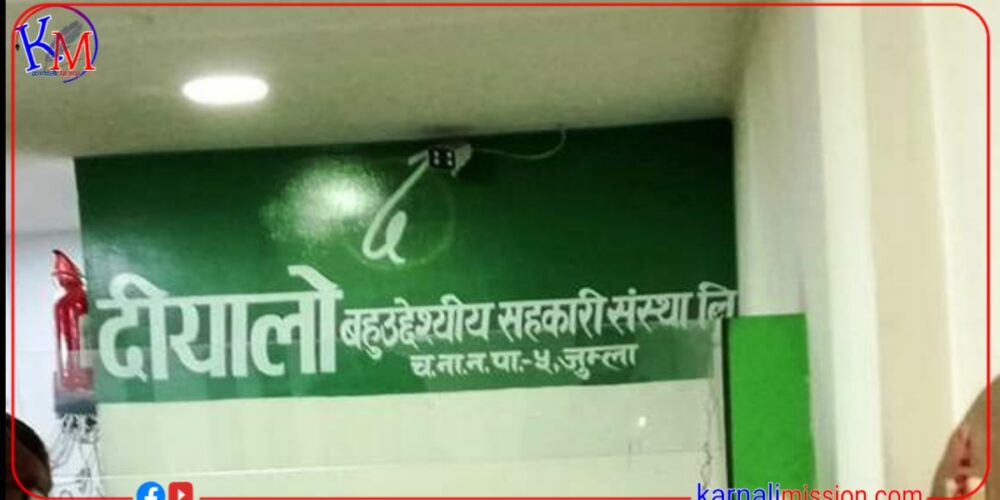 KM
दीयालो बहुउद्देश्यीय सहकारी संस्था लि
च.ना.न.पा.-५, जुम्ला
karnalimission.com